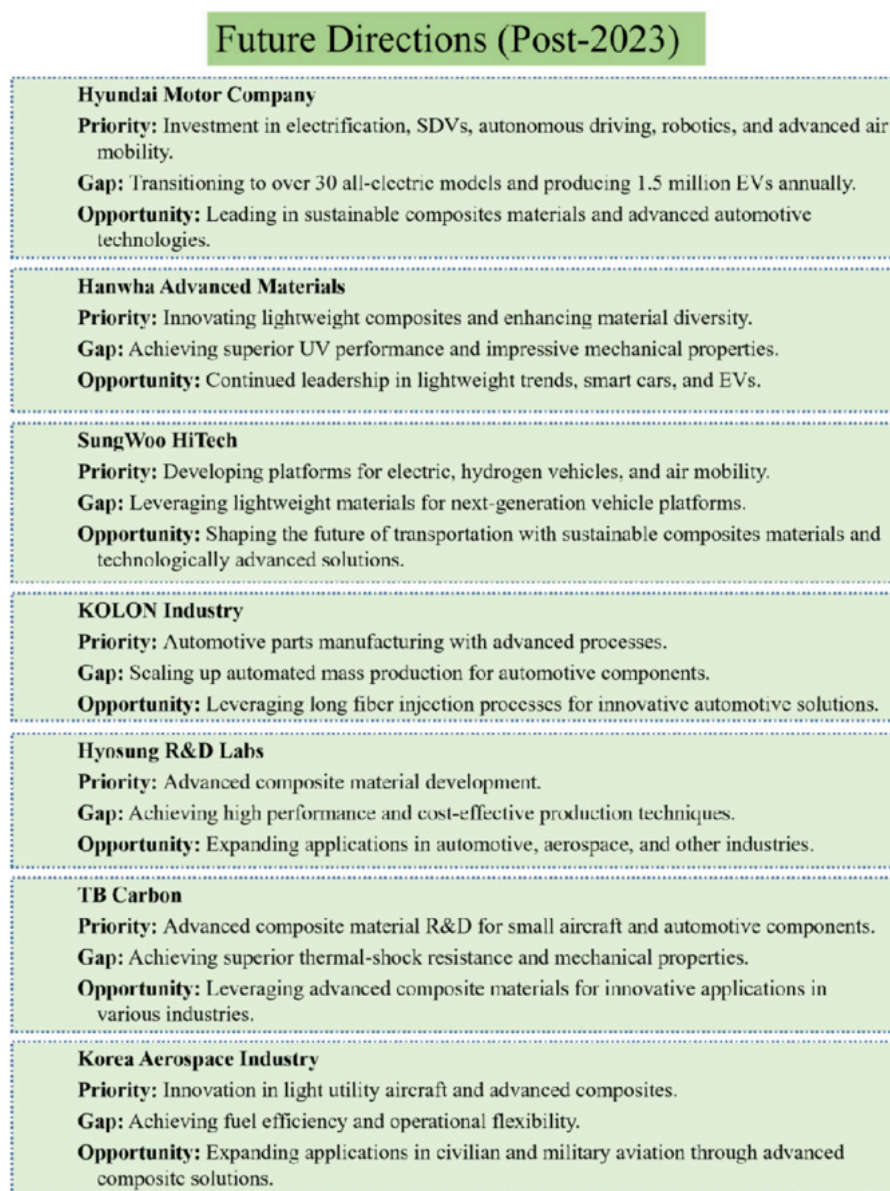 Future Directions (Post-2023)
Hyundai Motor Company
Priority: Investment in electrification, SDVs, autonomous driving, robotics, and advanced air
mobility.
Gap: Transitioning to over 30 all-electric models and producing 1.5 million EVs annually.
Opportunity: Leading in sustainable composites materials and advanced automotive
technologies.
Hanwha Advanced Materials
Priority: Innovating lightweight composites and enhancing material diversity.
Gap: Achieving superior UV performance and impressive mechanical properties.
Opportunity: Continued leadership in lightweight trends, smart cars, and EVs.
SungWoo HiTech
Priority: Developing platforms for electric, hydrogen vehicles, and air mobility.
Gap: Leveraging lightweight materials for next-generation vehicle platforms.
Opportunity: Shaping the future of transportation with sustainable composites materials and
technologically advanced solutions.
KOLON Industry
Priority: Automotive parts manufacturing with advanced processes.
Gap: Scaling up automated mass production for automotive components.
Opportunity: Leveraging long fiber injection processes for innovative automotive solutions.
Hyosung R&D Labs
Priority: Advanced composite material development.
Gap: Achieving high performance and cost-effective production techniques.
Opportunity: Expanding applications in automotive, aerospace, and other industries.
TB Carbon
Priority: Advanced composite material R&D for small aircraft and automotive components.
Gap: Achieving superior thermal-shock resistance and mechanical properties.
Opportunity: Leveraging advanced composite materials for innovative applications in
various industries.
Korea Aerospace Industry
Priority: Innovation in light utility aircraft and advanced composites.
Gap: Achieving fuel efficiency and operational flexibility.
Opportunity: Expanding applications in civilian and military aviation through advanced
composite solutions.